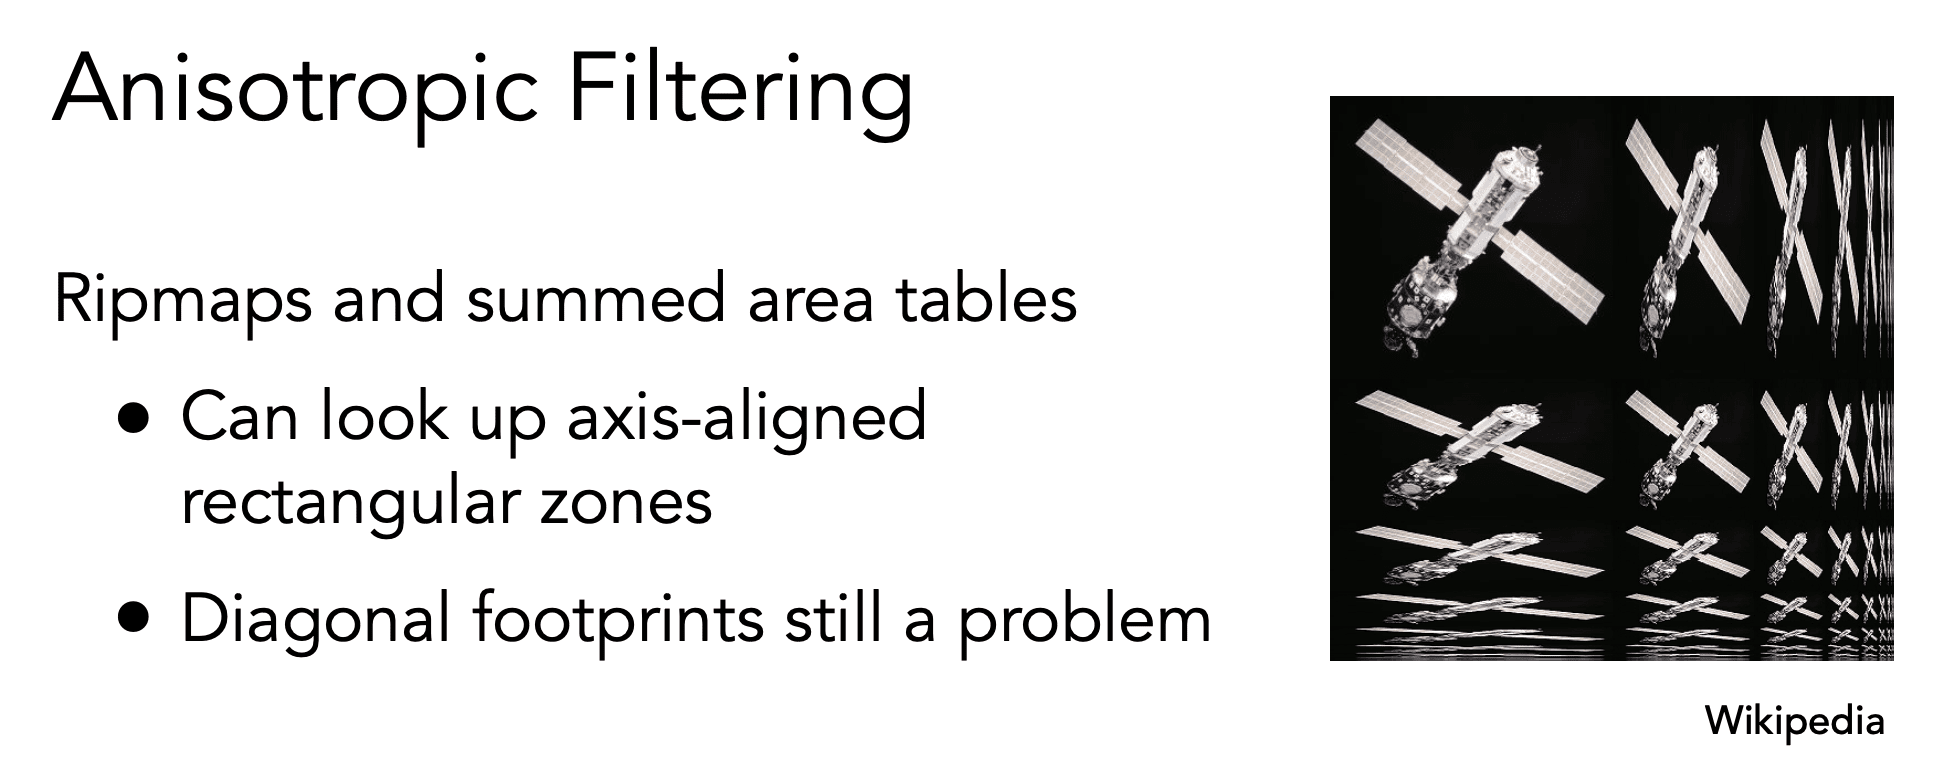 Anisotropic Filtering
Ripmaps and summed area tables
● Can look up axis-aligned
rectangular zones
● Diagonal footprints still a problem
Wikipedia